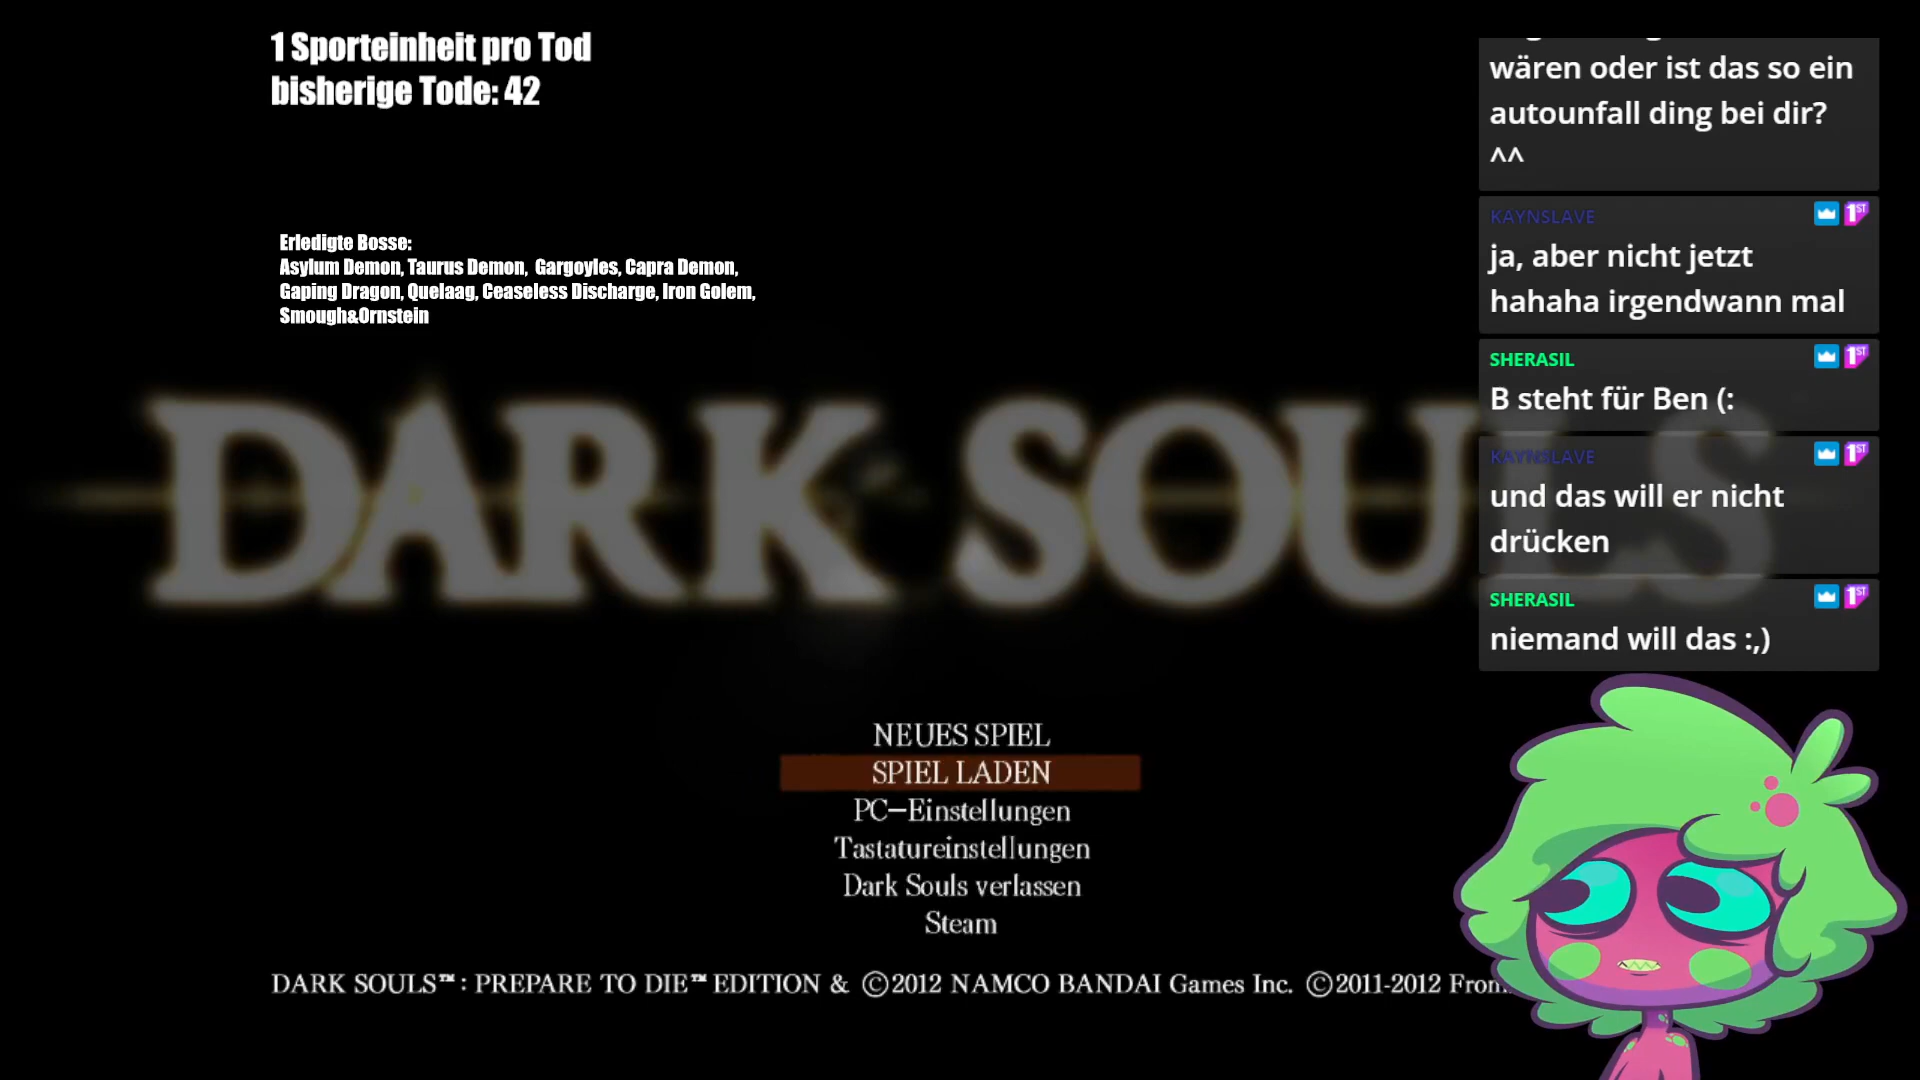 1 Sporteinheit pro Tod
bisherige Tode: 42
Erledigte Bosse:
Asylum Demon, Taurus Demon, Gargoyles, Capra Demon,
Gaping Dragon, Quelaag, Ceaseless Discharge, Iron Golem,
Smough&Ornstein
DARK SOULS
NEUES SPIEL
SPIEL LADEN
PC-Einstellungen
Tastatureinstellungen
Dark Souls verlassen
Steam
DARK SOULS™: PREPARE TO DIE™ EDITION & ©2012 NAMCO BANDAI Games Inc. ©2011-2012 From
wären oder ist das so ein
autounfall ding bei dir?
^^
KAYNSLAVE
ja, aber nicht jetzt
hahaha irgendwann mal
SHERASIL
B steht für Ben (:
KAYNSLAVE
und das will er nicht
drücken
SHERASIL
niemand will das :,)